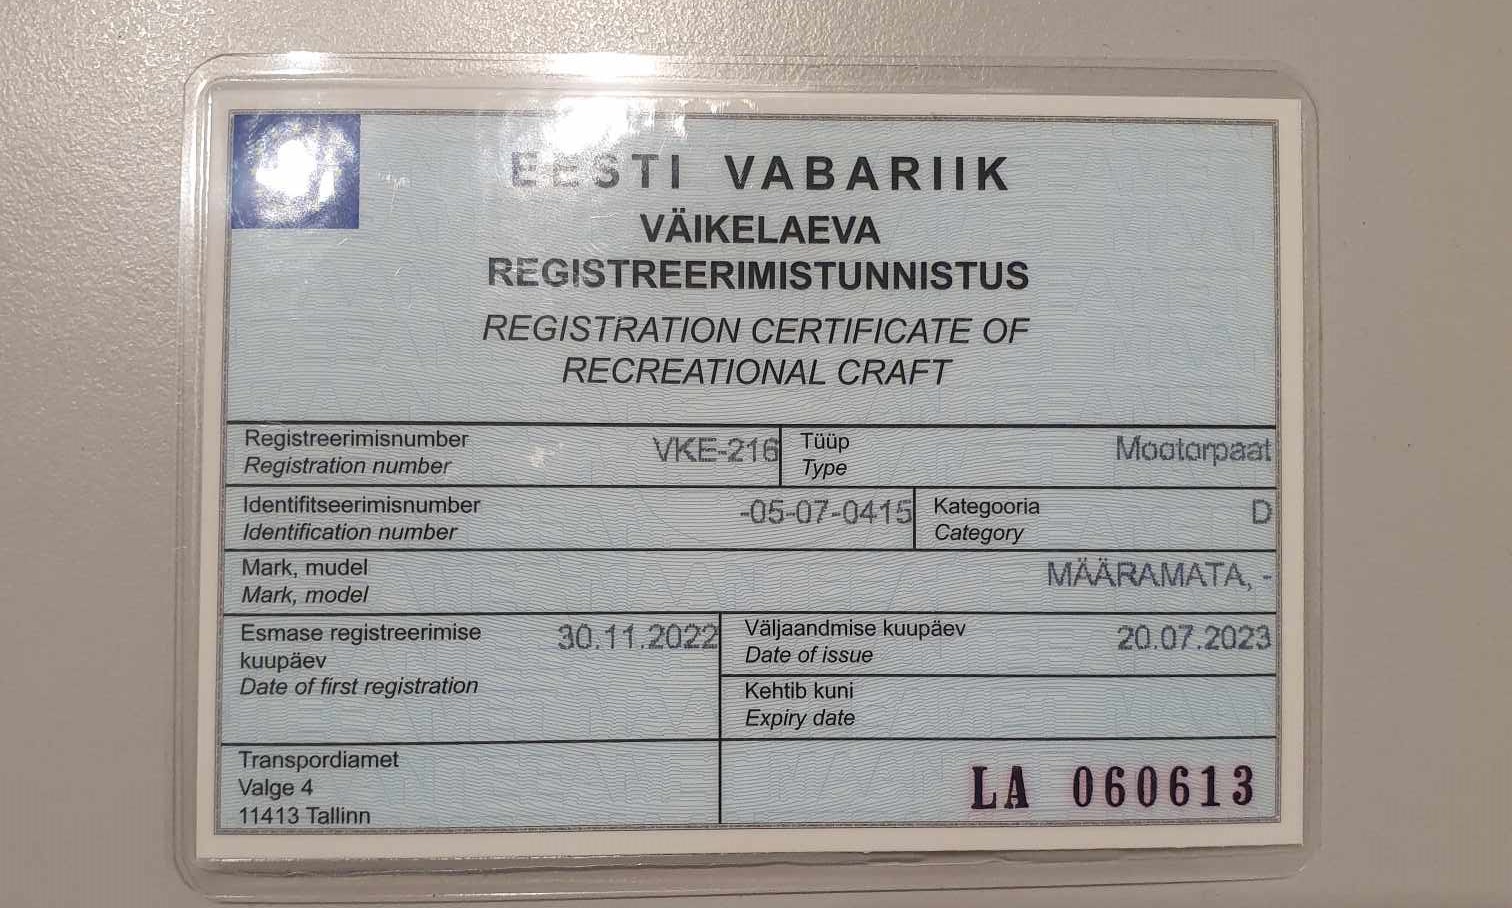 EESTI VABARIIK
VÄIKELAEVA
REGISTREERIMISTUNNISTUS
REGISTRATION CERTIFICATE OF
RECREATIONAL CRAFT
Registreerimisnumber
Registration number
VKE-216
Tüüp
Type
Mootorpaat
Identifitseerimisnumber
Identification number
-05-07-0415
Kategooria
Category
D
Mark, mudel
Mark, model
MÄÄRAMATA, -
Esmase registreerimise
kuupäev
Date of first registration
30.11.2022
Väljaandmise kuupäev
Date of issue
20.07.2023
Kehtib kuni
Expiry date
Transpordiamet
Valge 4
11413 Tallinn
LA 060613